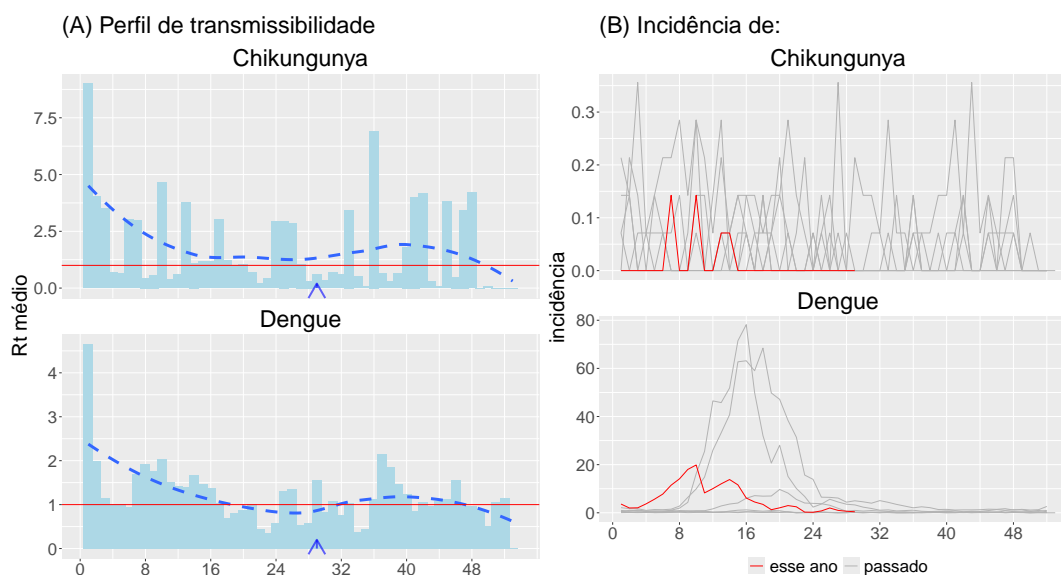 (A) Perfil de transmissibilidade
Chikungunya
7.5
5.0
2.5
0.0
Dengue
4
3
2
1
0
0 8 16 24 32 40 48
Rt médio
(B) Incidência de:
Chikungunya
0.3
0.2
0.1
0.0
Dengue
80
60
40
20
0
0 8 16 24 32 40 48
incidência
esse ano passado